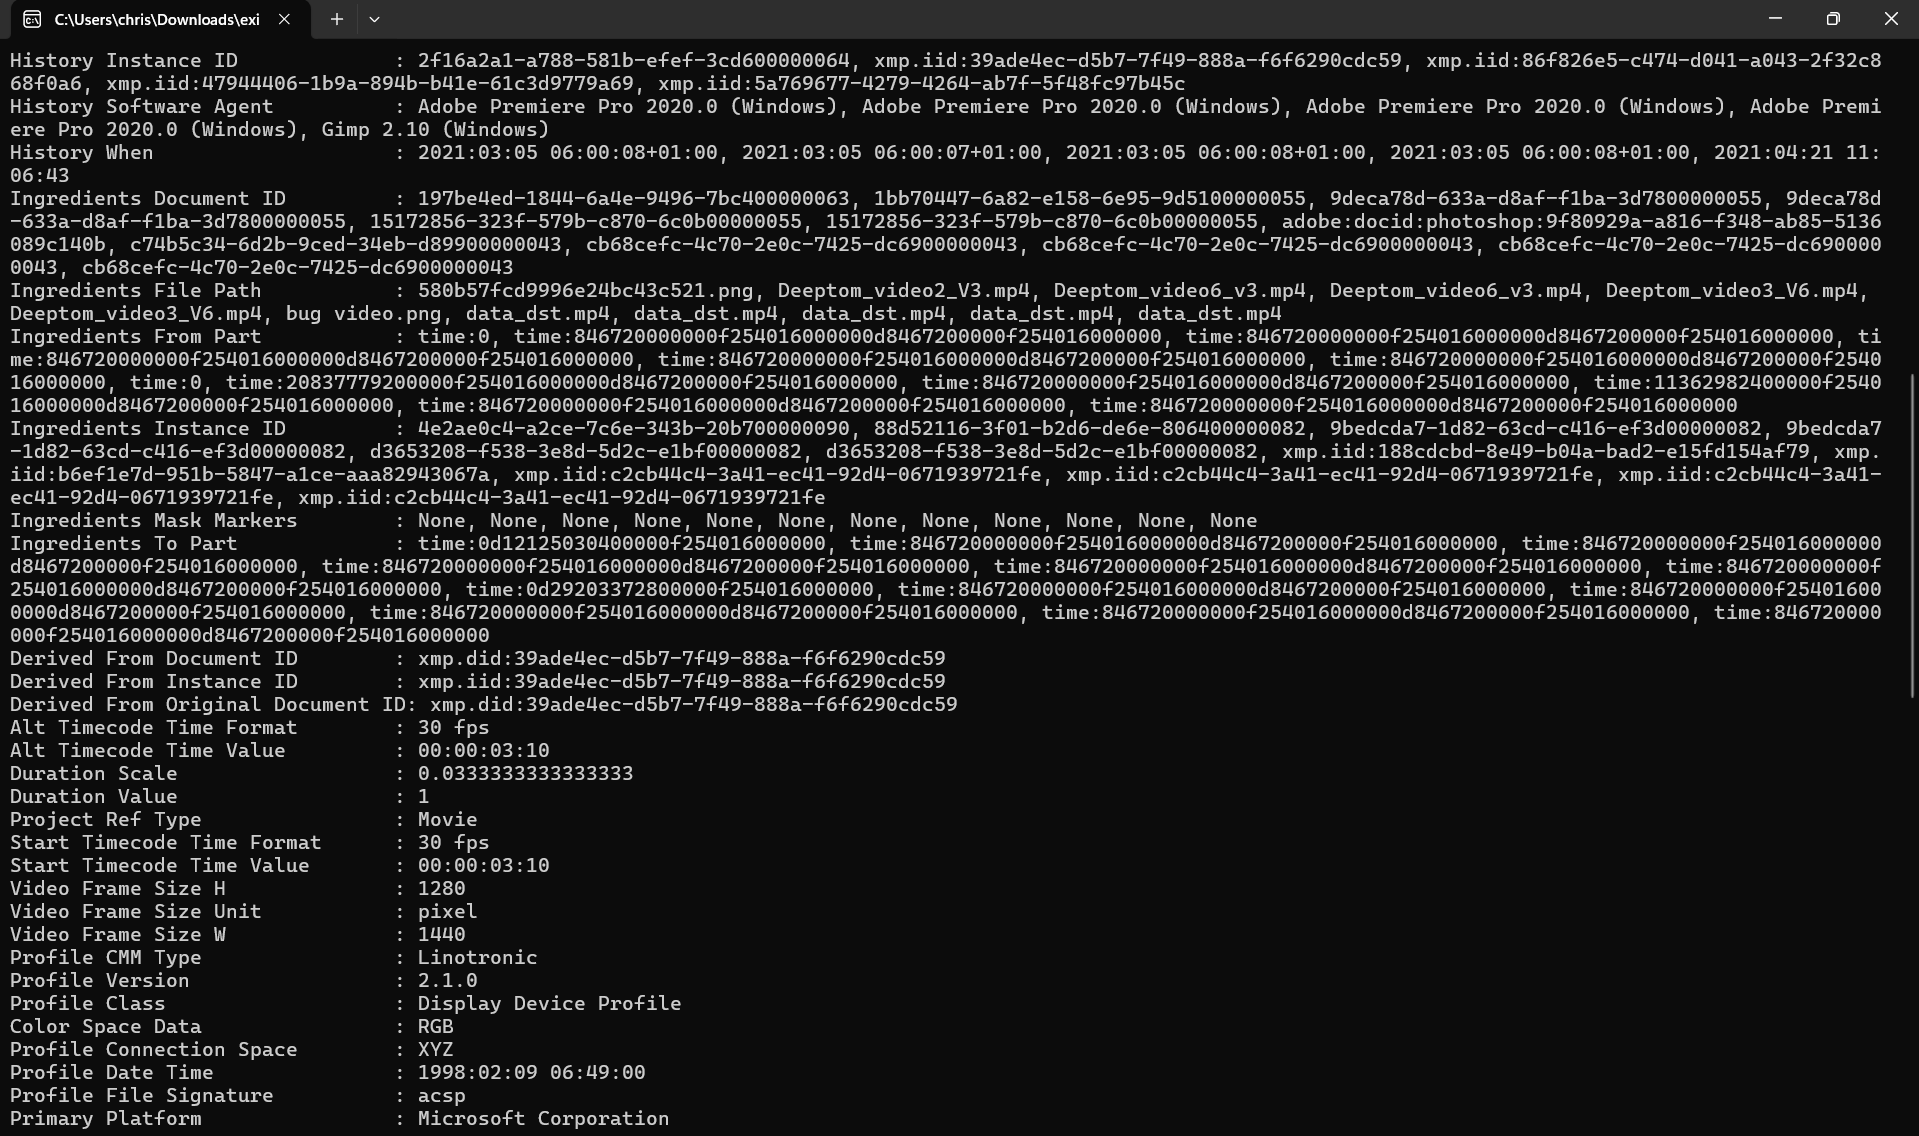 C:\Users\chris\Downloads\exi
History Instance ID             : 2f16a2a1-a788-581b-efef-3cd600000064, xmp.iid:39ade4ec-d5b7-7f49-888a-f6f6290cdc59, xmp.iid:86f826e5-c474-d041-a043-2f32c8
68f0a6, xmp.iid:47944406-1b9a-894b-b41e-61c3d9779a69, xmp.iid:5a769677-4279-4264-ab7f-5f48fc97b45c
History Software Agent          : Adobe Premiere Pro 2020.0 (Windows), Adobe Premiere Pro 2020.0 (Windows), Adobe Premiere Pro 2020.0 (Windows), Adobe Premi
ere Pro 2020.0 (Windows), Gimp 2.10 (Windows)
History When                    : 2021:03:05 06:00:08+01:00, 2021:03:05 06:00:07+01:00, 2021:03:05 06:00:08+01:00, 2021:03:05 06:00:08+01:00, 2021:04:21 11:
06:43
Ingredients Document ID         : 197be4ed-1844-6a4e-9496-7bc400000063, 1bb70447-6a82-e158-6e95-9d5100000055, 9deca78d-633a-d8af-f1ba-3d7800000055, 9deca78d
-633a-d8af-f1ba-3d7800000055, 15172856-323f-579b-c870-6c0b00000055, 15172856-323f-579b-c870-6c0b00000055, adobe:docid:photoshop:9f80929a-a816-f348-ab85-5136
089c140b, c74b5c34-6d2b-9ced-34eb-d89900000043, cb68cefc-4c70-2e0c-7425-dc6900000043, cb68cefc-4c70-2e0c-7425-dc6900000043, cb68cefc-4c70-2e0c-7425-dc690000
0043, cb68cefc-4c70-2e0c-7425-dc6900000043
Ingredients File Path           : 580b57fcd9996e24bc43c521.png, Deeptom_video2_V3.mp4, Deeptom_video6_v3.mp4, Deeptom_video6_v3.mp4, Deeptom_video3_V6.mp4,
Deeptom_video3_V6.mp4, bug video.png, data_dst.mp4, data_dst.mp4, data_dst.mp4, data_dst.mp4, data_dst.mp4
Ingredients From Part           : time:0, time:846720000000f254016000000d8467200000f254016000000, time:846720000000f254016000000d8467200000f254016000000, ti
me:846720000000f254016000000d8467200000f254016000000, time:846720000000f254016000000d8467200000f254016000000, time:846720000000f254016000000d8467200000f2540
16000000, time:0, time:20837779200000f254016000000d8467200000f254016000000, time:846720000000f254016000000d8467200000f254016000000, time:11362982400000f2540
16000000d8467200000f254016000000, time:846720000000f254016000000d8467200000f254016000000, time:846720000000f254016000000d8467200000f254016000000
Ingredients Instance ID         : 4e2ae0c4-a2ce-7c6e-343b-20b700000090, 88d52116-3f01-b2d6-de6e-806400000082, 9bedcda7-1d82-63cd-c416-ef3d00000082, 9bedcda7
-1d82-63cd-c416-ef3d00000082, d3653208-f538-3e8d-5d2c-e1bf00000082, d3653208-f538-3e8d-5d2c-e1bf00000082, xmp.iid:188cdcbd-8e49-b04a-bad2-e15fd154af79, xmp.
iid:b6ef1e7d-951b-5847-a1ce-aaa82943067a, xmp.iid:c2cb44c4-3a41-ec41-92d4-0671939721fe, xmp.iid:c2cb44c4-3a41-ec41-92d4-0671939721fe, xmp.iid:c2cb44c4-3a41-
ec41-92d4-0671939721fe, xmp.iid:c2cb44c4-3a41-ec41-92d4-0671939721fe
Ingredients Mask Markers        : None, None, None, None, None, None, None, None, None, None, None, None
Ingredients To Part             : time:0d12125030400000f254016000000, time:846720000000f254016000000d8467200000f254016000000, time:846720000000f254016000000
d8467200000f254016000000, time:846720000000f254016000000d8467200000f254016000000, time:846720000000f254016000000d8467200000f254016000000, time:846720000000f
254016000000d8467200000f254016000000, time:0d29203372800000f254016000000, time:846720000000f254016000000d8467200000f254016000000, time:846720000000f25401600
0000d8467200000f254016000000, time:846720000000f254016000000d8467200000f254016000000, time:846720000000f254016000000d8467200000f254016000000, time:846720000
000f254016000000d8467200000f254016000000
Derived From Document ID        : xmp.did:39ade4ec-d5b7-7f49-888a-f6f6290cdc59
Derived From Instance ID        : xmp.iid:39ade4ec-d5b7-7f49-888a-f6f6290cdc59
Derived From Original Document ID: xmp.did:39ade4ec-d5b7-7f49-888a-f6f6290cdc59
Alt Timecode Time Format        : 30 fps
Alt Timecode Time Value         : 00:00:03:10
Duration Scale                  : 0.0333333333333333
Duration Value                  : 1
Project Ref Type                : Movie
Start Timecode Time Format      : 30 fps
Start Timecode Time Value       : 00:00:03:10
Video Frame Size H              : 1280
Video Frame Size Unit           : pixel
Video Frame Size W              : 1440
Profile CMM Type                : Linotronic
Profile Version                 : 2.1.0
Profile Class                   : Display Device Profile
Color Space Data                : RGB
Profile Connection Space        : XYZ
Profile Date Time               : 1998:02:09 06:49:00
Profile File Signature          : acsp
Primary Platform                : Microsoft Corporation